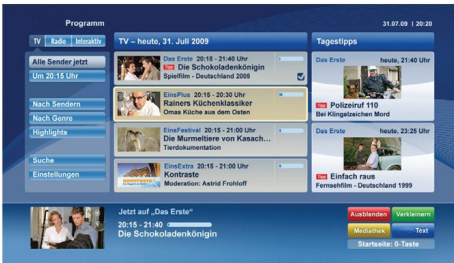 Programm
31.07.09 | 20:20
TV Radio Interaktiv
Alle Sender jetzt
Um 20:15 Uhr
Nach Sendern
Nach Genre
Highlights
Suche
Einstellungen
TV – heute, 31. Juli 2009
Das Erste 20:15 - 21:40 Uhr
Tipp Die Schokoladenkönigin
Spielfilm - Deutschland 2005
EinsPlus 20:15 - 20:30 Uhr
Rainers Küchenklassiker
Omas Küche aus dem Osten
EinsFestival 20:15 - 21:00 Uhr
Die Murmeltiere von Kasach...
Tierdokumentation
EinsExtra 20:15 - 21:00 Uhr
Kontraste
Moderation: Astrid Frohloff
Tagestipps
Das Erste heute, 21:40 Uhr
Tipp Polizeiruf 110
Bei Klingelzeichen Mord
Das Erste heute, 23:25 Uhr
Tipp Einfach raus
Fernsehfilm - Deutschland 1999
Jetzt auf „Das Erste“
20:15 - 21:40
Die Schokoladenkönigin
Ausblenden Verkleinern
Mediathek Text
Startseite: 0-Taste